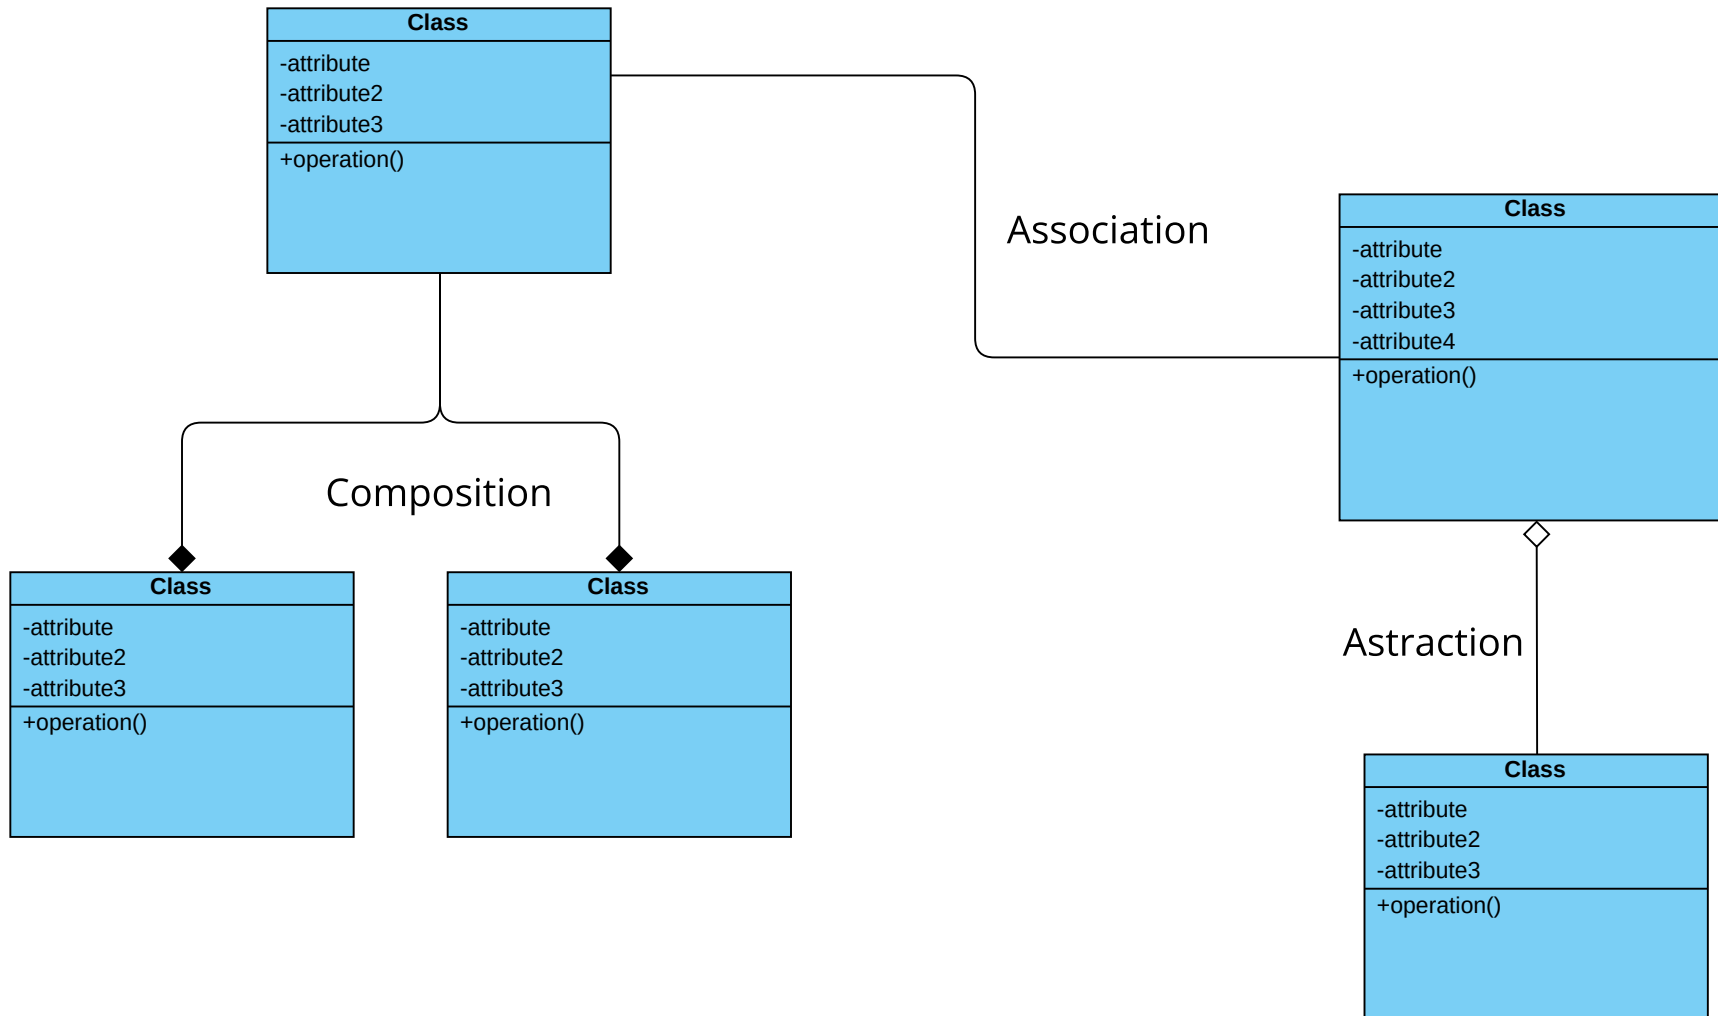 Class
-attribute
-attribute2
-attribute3
+operation()
Association
Class
-attribute
-attribute2
-attribute3
-attribute4
+operation()
Composition
Class
-attribute
-attribute2
-attribute3
+operation()
Class
-attribute
-attribute2
-attribute3
+operation()
Astraction
Class
-attribute
-attribute2
-attribute3
+operation()